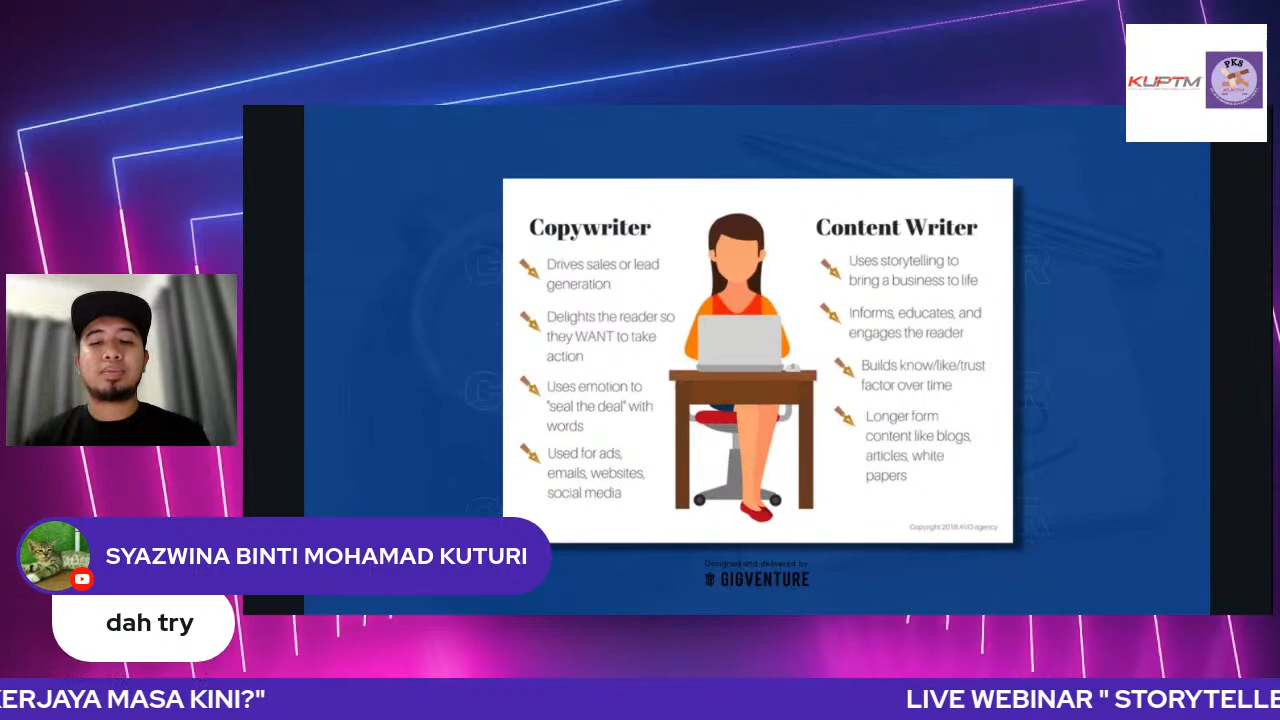 KUPTM
PKS
Copywriter
Drives sales or lead
generation
Delights the reader so
they WANT to take
action
Uses emotion to
"seal the deal" with
words
Used for ads,
emails, websites,
social media
Content Writer
Uses storytelling to
bring a business to life
Informs, educates, and
engages the reader
Builds know/like/trust
factor over time
Longer form
content like blogs,
articles, white
papers
Copyright 2018 AVO agency
Designed and delivered by
GIGVENTURE
SYAZWINA BINTI MOHAMAD KUTURI
dah try
KERJAYA MASA KINI?" LIVE WEBINAR " STORYTELLE